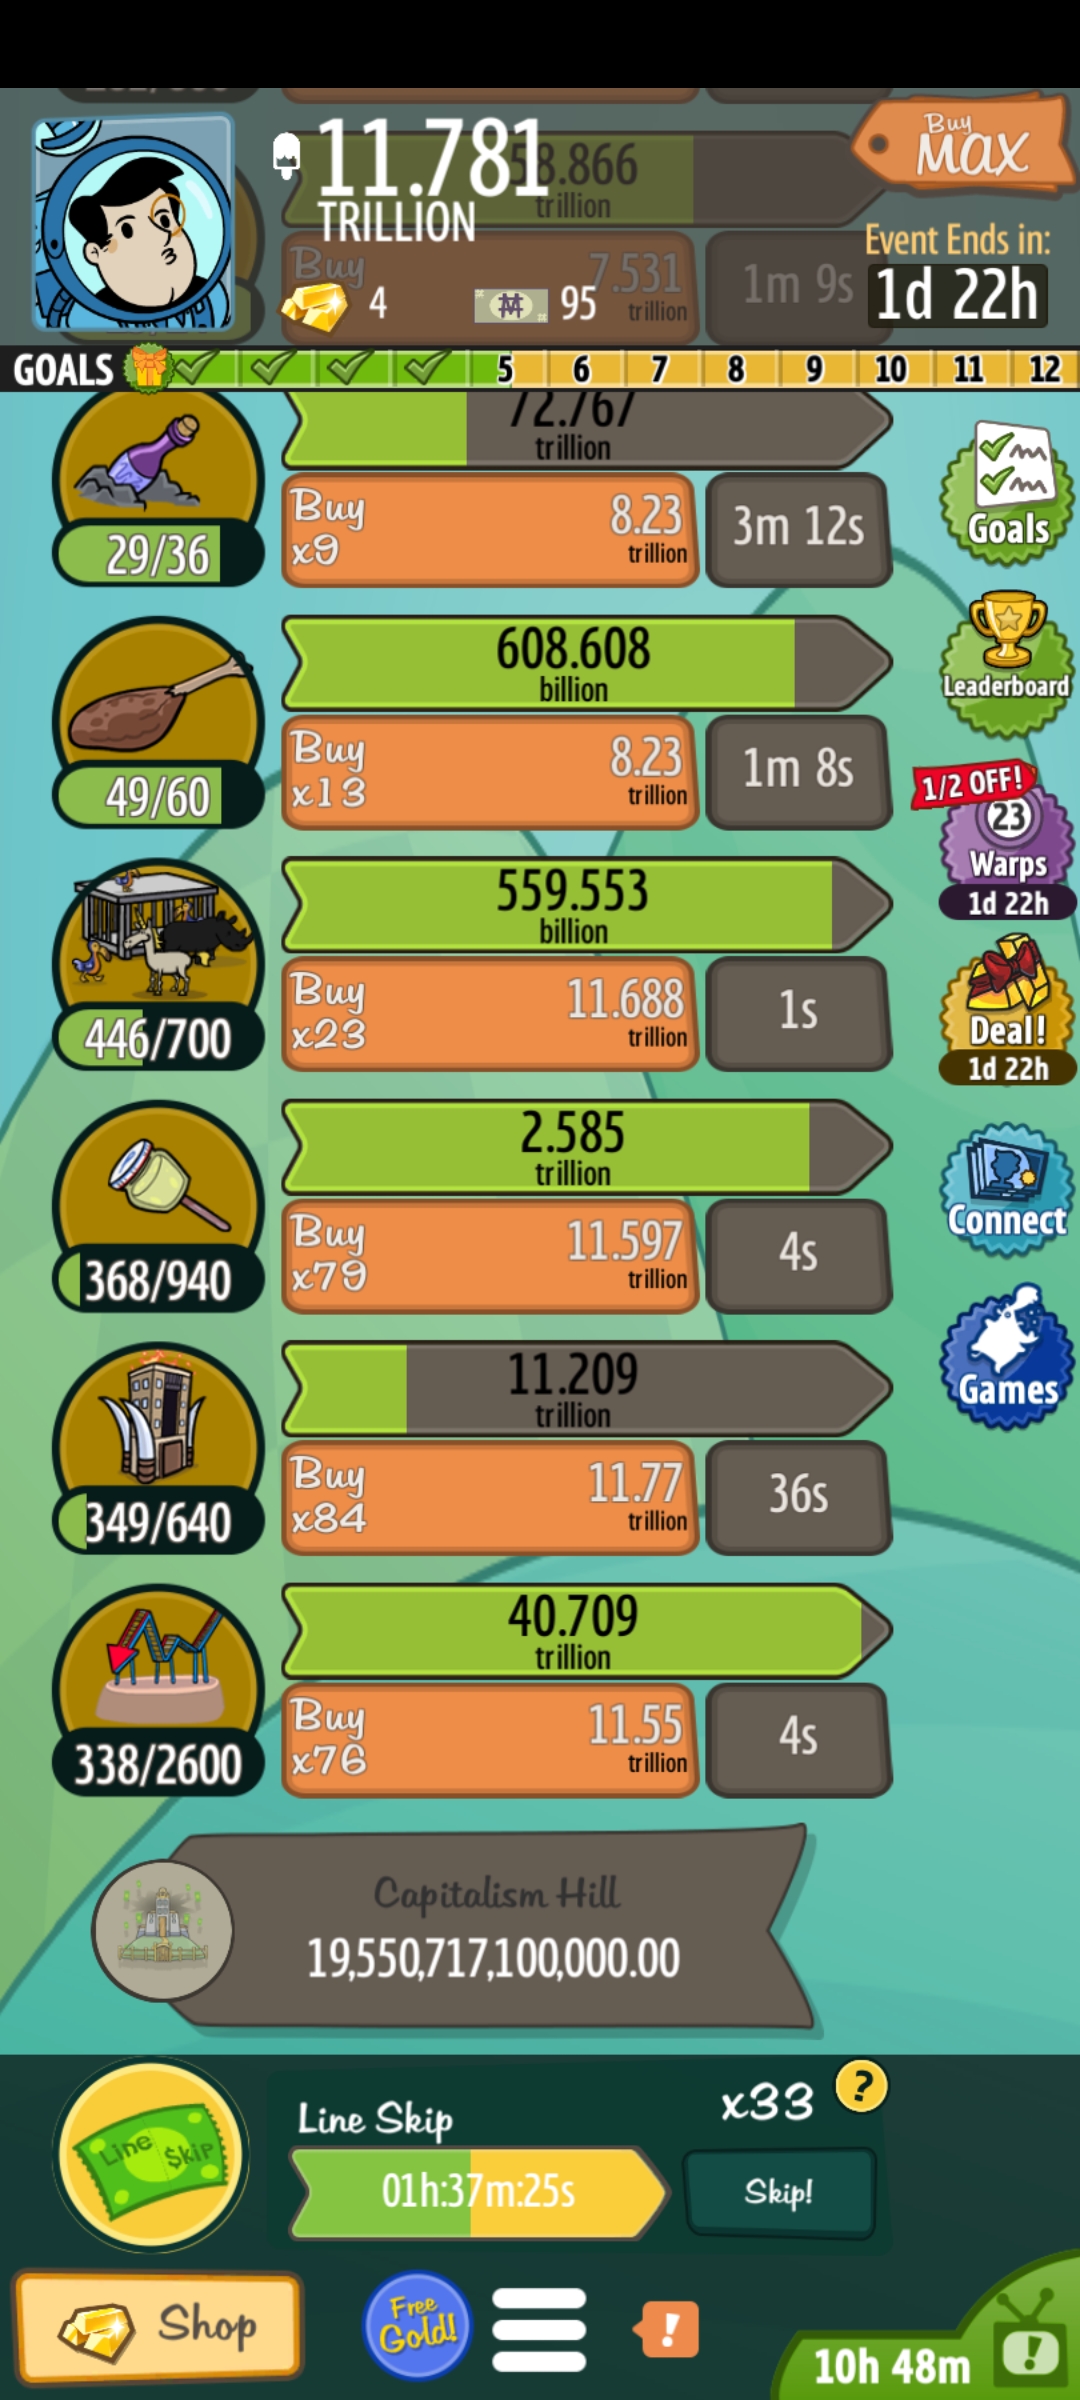 11.781
TRILLION
58.866
trillion
Buy
MAX
Buy
7.531
trillion
1m 9s
4
95
Event Ends in:
1d 22h
GOALS
5 6 7 8 9 10 11 12
72.767
trillion
29/36
Buy
x9
8.23
trillion
3m 12s
Goals
608.608
billion
49/60
Buy
x13
8.23
trillion
1m 8s
Leaderboard
1/2 OFF!
23
Warps
1d 22h
559.553
billion
446/700
Buy
x23
11.688
trillion
1s
Deal!
1d 22h
2.585
trillion
368/940
Buy
x79
11.597
trillion
4s
Connect
11.209
trillion
349/640
Buy
x84
11.77
trillion
36s
Games
40.709
trillion
338/2600
Buy
x76
11.55
trillion
4s
Capitalism Hill
19,550,717,100,000.00
Line $kip
Line Skip
x33
?
01h:37m:25s
Skip!
Shop
Free
Gold!
!
10h 48m
!